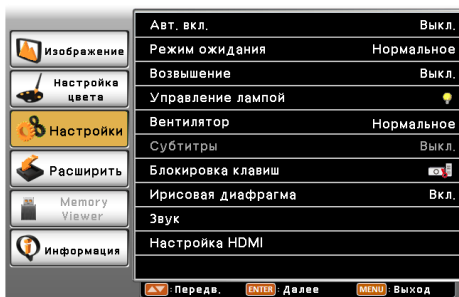 Изображение
Настройка
цвета
Настройки
Расширить
Memory
Viewer
Информация
Авт. вкл. Выкл.
Режим ожидания Нормальное
Возвышение Выкл.
Управление лампой
Вентилятор Нормальное
Субтитры Выкл.
Блокировка клавиш
Ирисовая диафрагма Вкл.
Звук
Настройка HDMI
:Передв. ENTER :Далее MENU :Выход